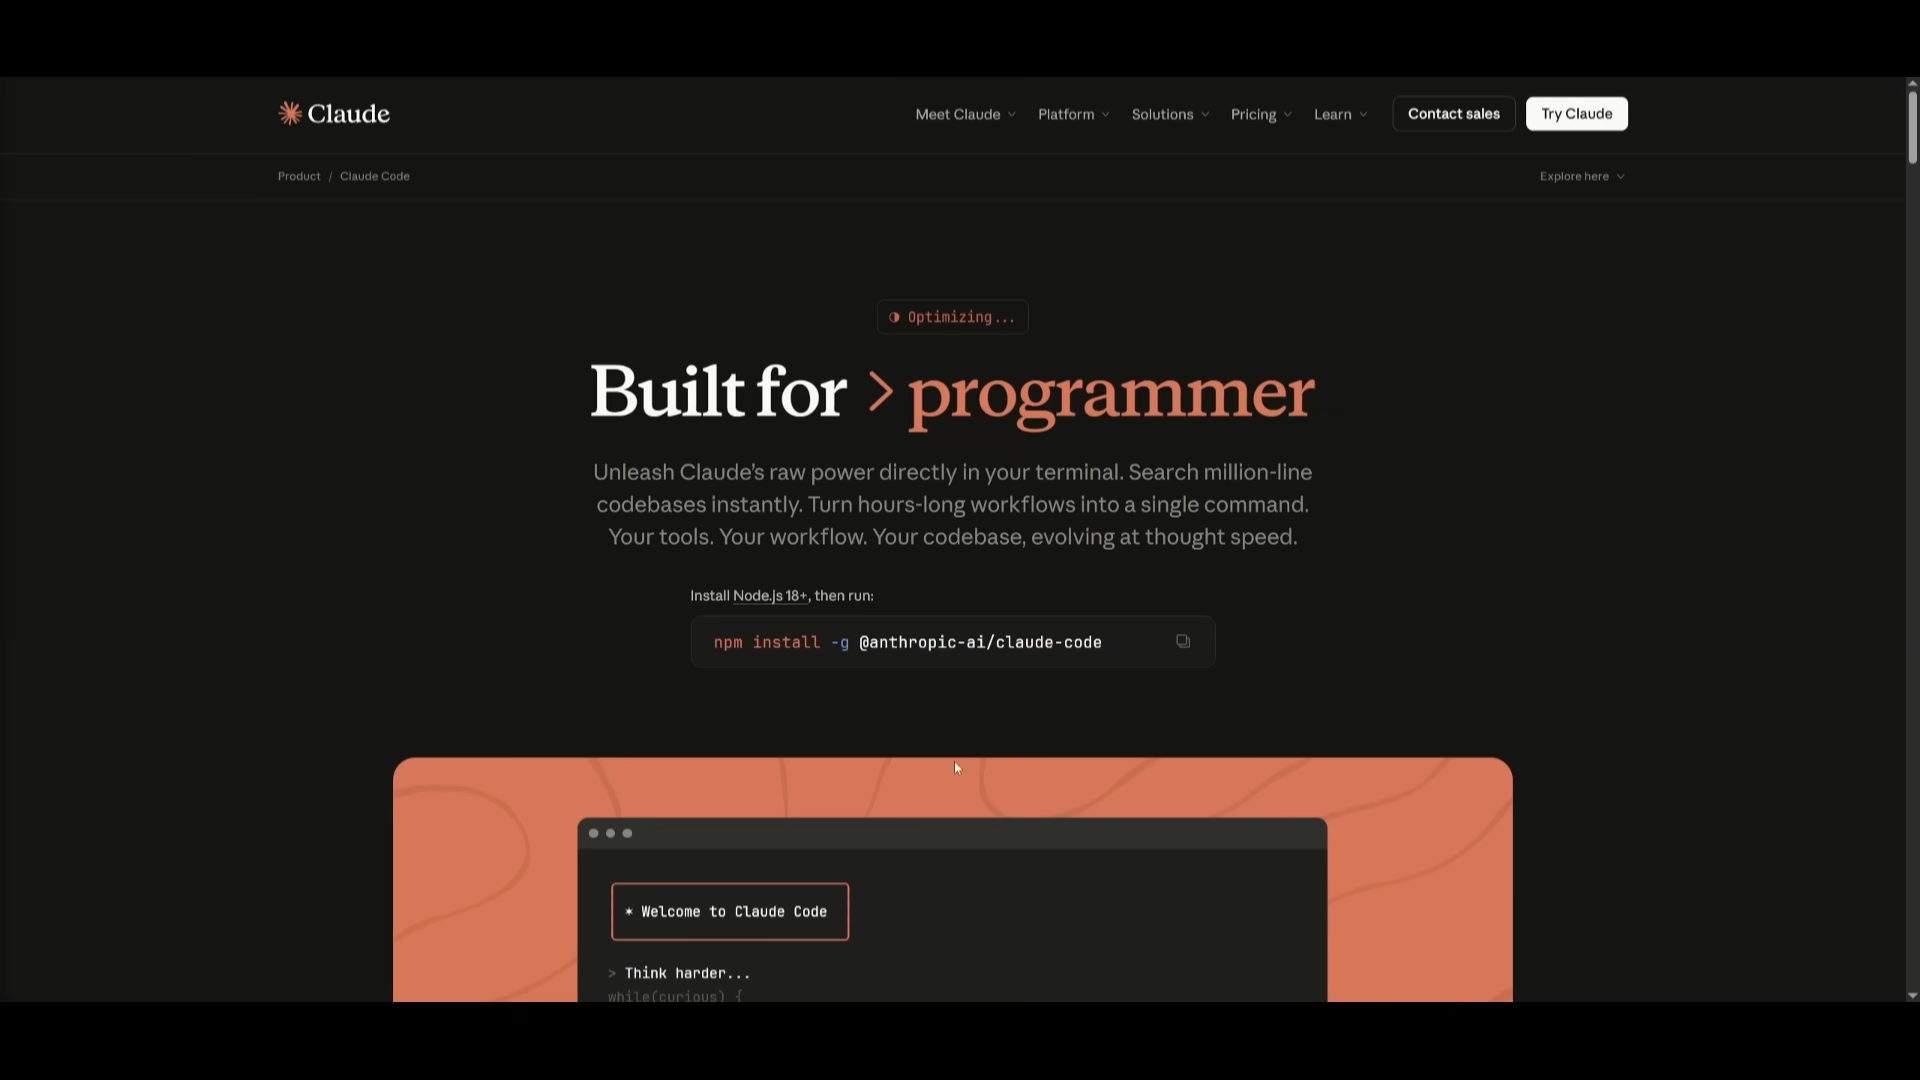 Claude
Meet Claude
Platform
Solutions
Pricing
Learn
Contact sales
Try Claude
Product / Claude Code
Explore here
Optimizing...
Built for > programmer
Unleash Claude’s raw power directly in your terminal. Search million-line
codebases instantly. Turn hours-long workflows into a single command.
Your tools. Your workflow. Your codebase, evolving at thought speed.
Install Node.js 18+, then run:
npm install -g @anthropic-ai/claude-code
* Welcome to Claude Code
> Think harder...
while(curious) {